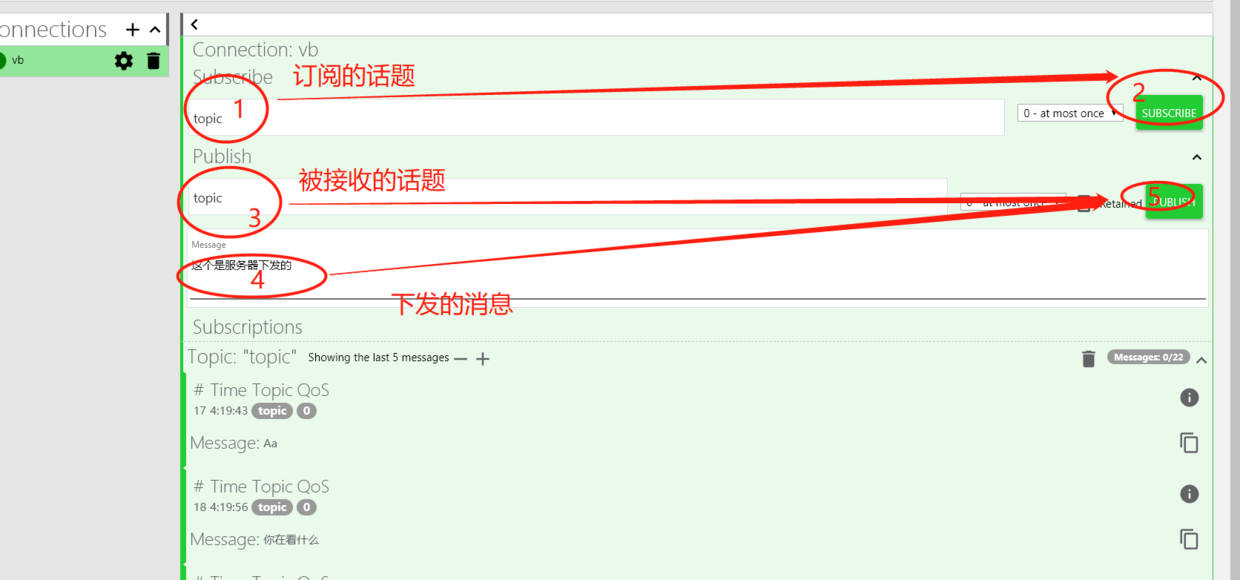 onnections
vb
Connection: vb
Subscribe
订阅的话题
1
2
topic
0 - at most once
SUBSCRIBE
Publish
被接收的话题
topic
3
0 - at most once
Retained
5
PUBLISH
Message
这个是服务器下发的
4
下发的消息
Subscriptions
Topic: "topic" Showing the last 5 messages
Messages: 0/22
# Time Topic QoS
17 4:19:43 topic 0
Message: Aa
# Time Topic QoS
18 4:19:56 topic 0
Message: 你在看什么
# Time Topic QoS